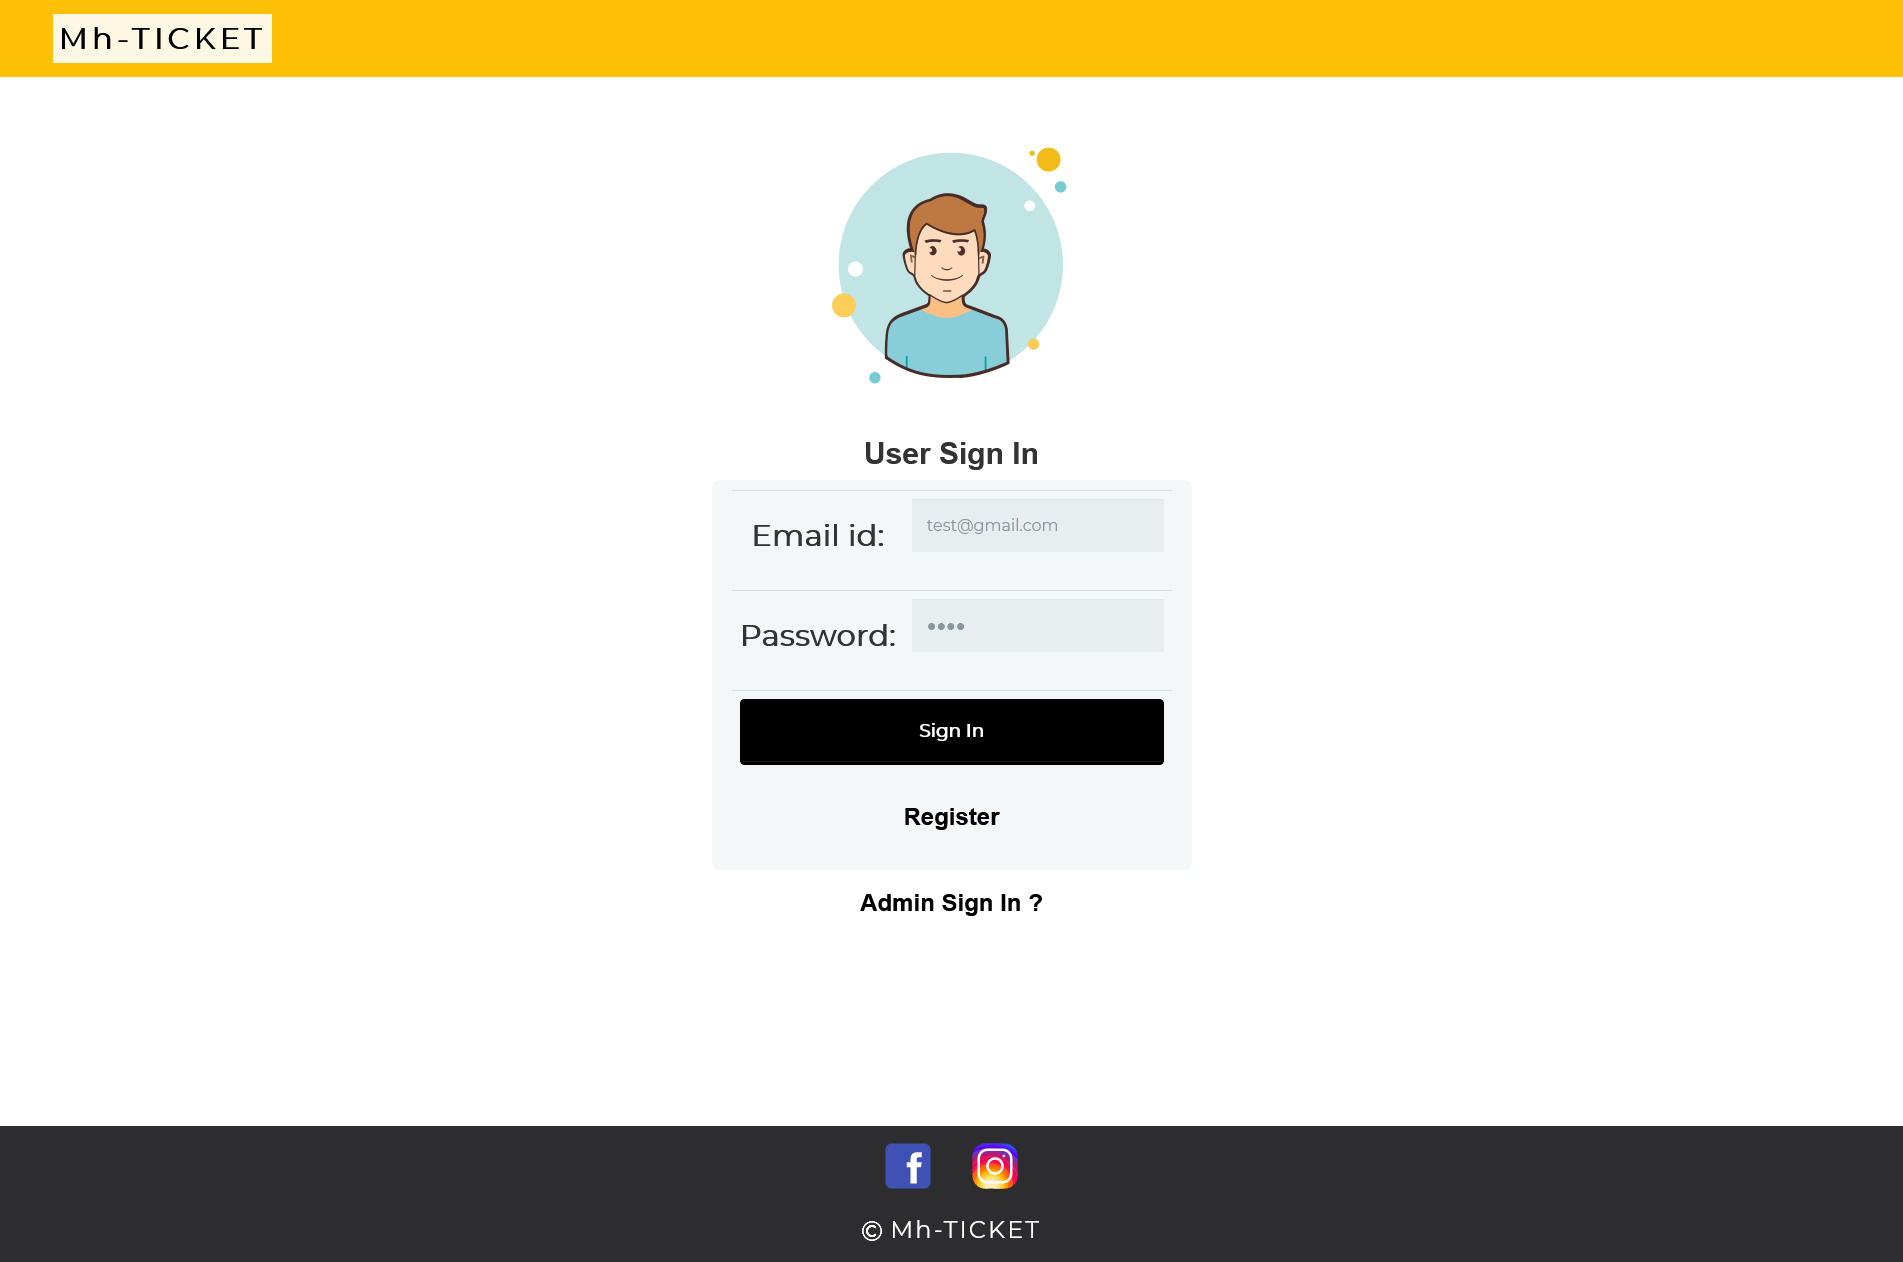 Mh-TICKET
User Sign In
Email id:
test@gmail.com
Password:
••••
Sign In
Register
Admin Sign In ?
© Mh-TICKET